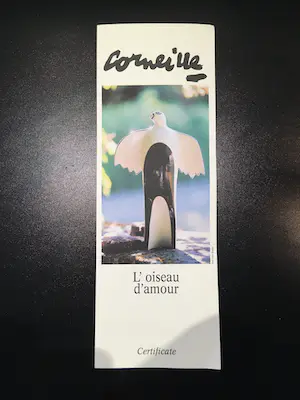 Corneille
L' oiseau
d'amour
Certificate